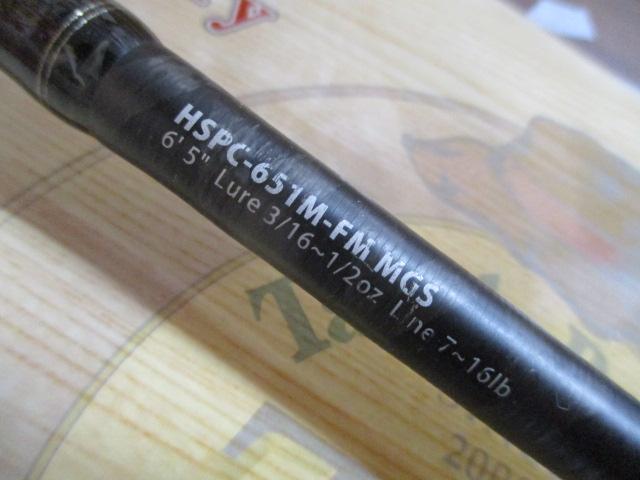 HSPC-651M-FM MGS
6'5" Lure 3/16~1/2oz Line 7~16lb